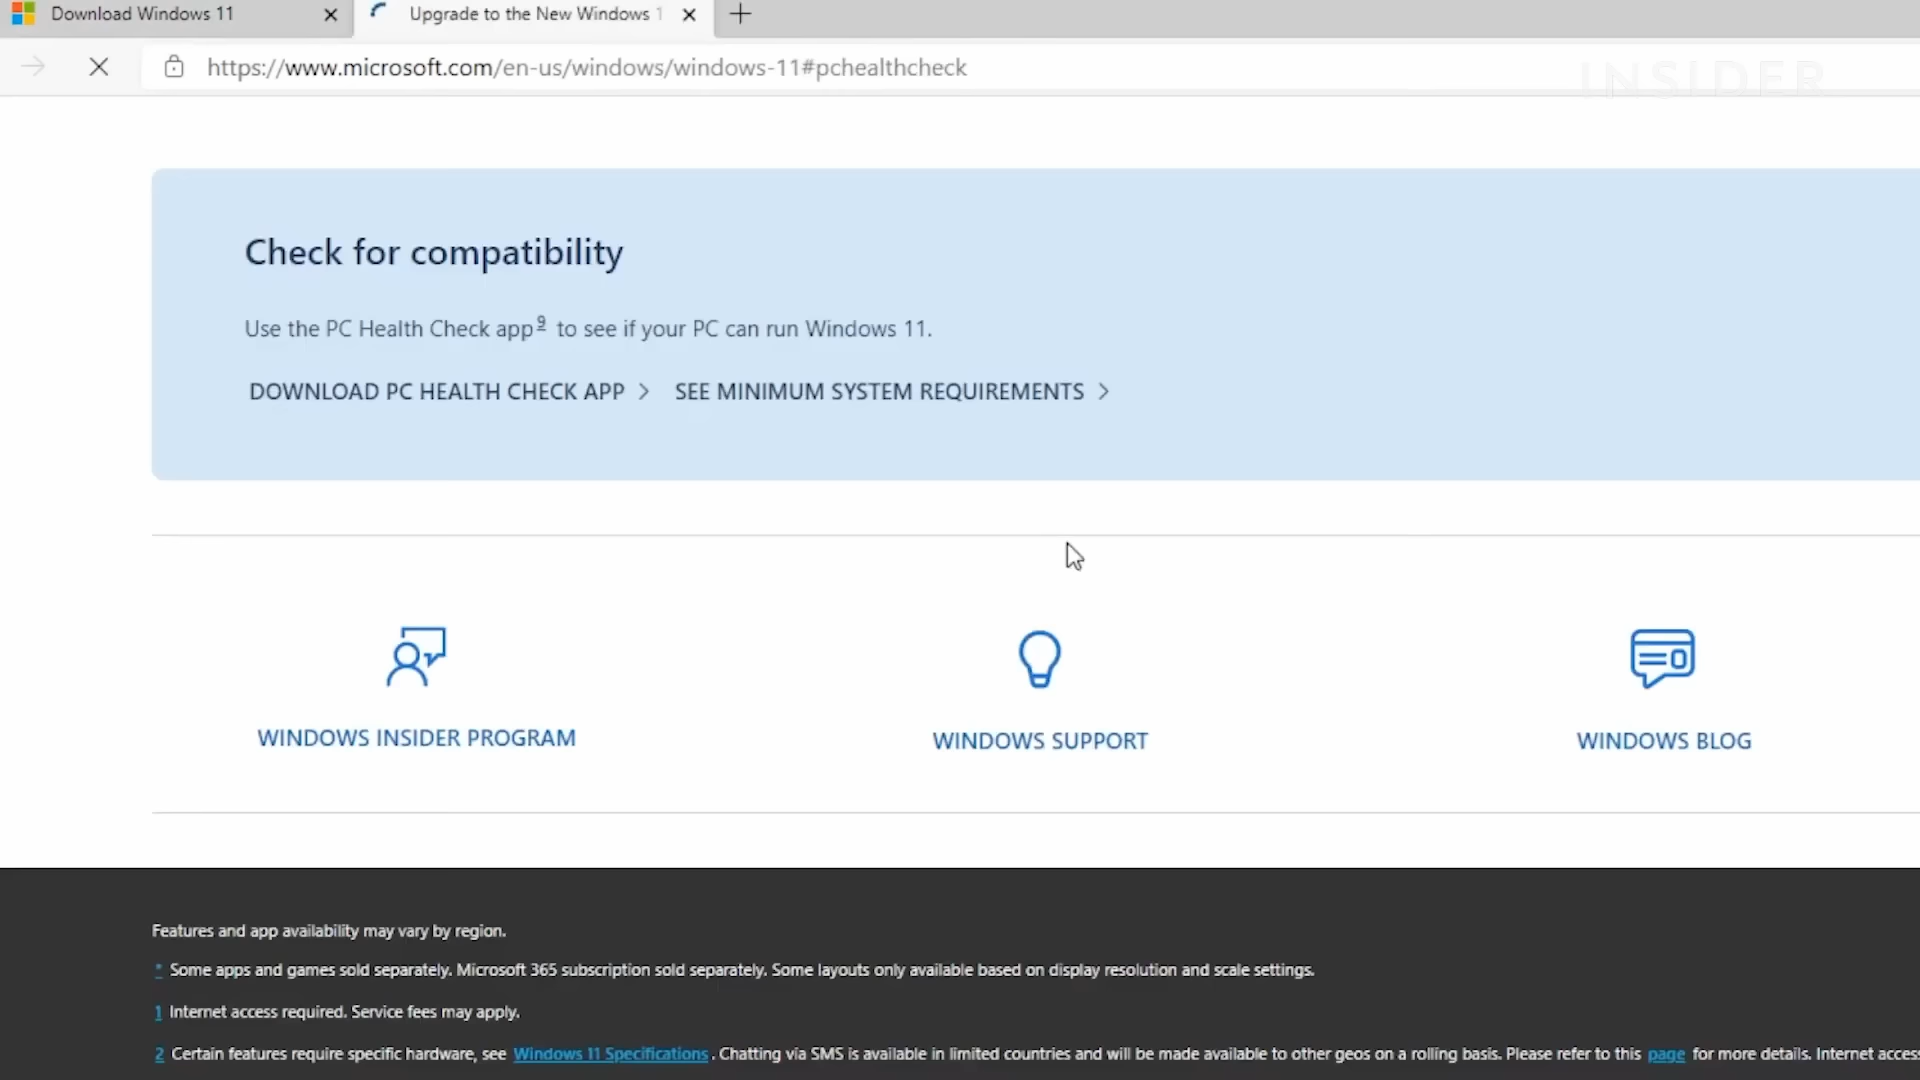 Download Windows 11
Upgrade to the New Windows 1
https://www.microsoft.com/en-us/windows/windows-11#pchealthcheck
INSIDER
Check for compatibility
Use the PC Health Check app9 to see if your PC can run Windows 11.
DOWNLOAD PC HEALTH CHECK APP > SEE MINIMUM SYSTEM REQUIREMENTS >
WINDOWS INSIDER PROGRAM
WINDOWS SUPPORT
WINDOWS BLOG
Features and app availability may vary by region.
* Some apps and games sold separately. Microsoft 365 subscription sold separately. Some layouts only available based on display resolution and scale settings.
1 Internet access required. Service fees may apply.
2 Certain features require specific hardware, see Windows 11 Specifications. Chatting via SMS is available in limited countries and will be made available to other geos on a rolling basis. Please refer to this page for more details. Internet access